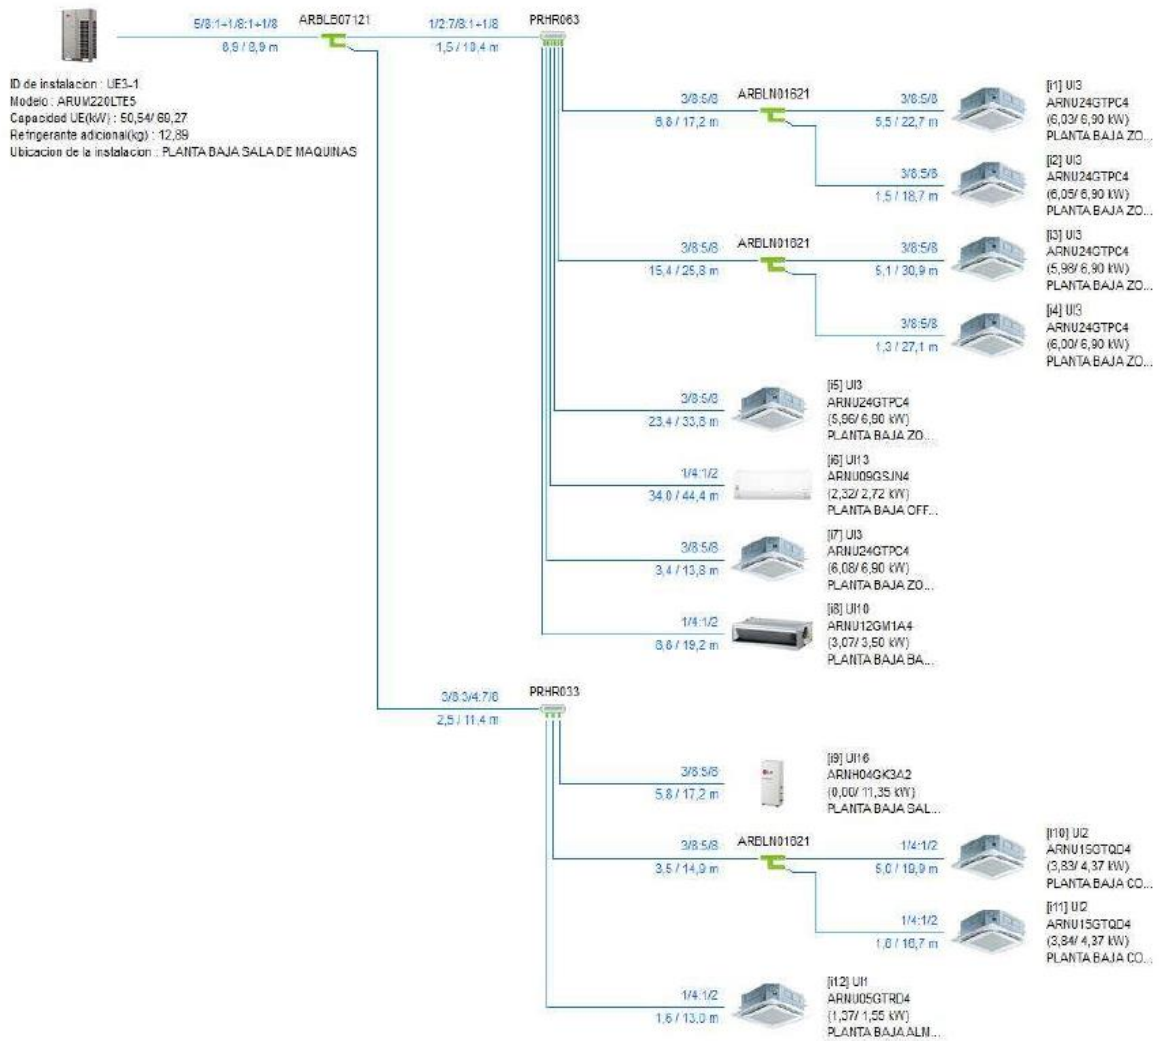 5/8:1+1/8:1+1/8 ARBLB07121 1/2:7/8:1+1/8 PRHR063
8,9 / 8,9 m 1,5 / 10,4 m
ID de instalacion : UE3-1
Modelo : ARUM220LTE5
Capacidad UE(kW) : 50,54/ 69,27
Refrigerante adicional(kg) : 12,89
Ubicacion de la instalacion : PLANTA BAJA SALA DE MAQUINAS
3/8:5/8 ARBLN01621 3/8:5/8
6,8 / 17,2 m 5,5 / 22,7 m
[i1] UI3
ARNU24GTPC4
(6,03/ 6,90 kW)
PLANTA BAJA ZO...
3/8:5/8
1,5 / 18,7 m
[i2] UI3
ARNU24GTPC4
(6,05/ 6,90 kW)
PLANTA BAJA ZO...
3/8:5/8 ARBLN01621 3/8:5/8
15,4 / 25,8 m 5,1 / 30,9 m
[i3] UI3
ARNU24GTPC4
(5,98/ 6,90 kW)
PLANTA BAJA ZO...
3/8:5/8
1,3 / 27,1 m
[i4] UI3
ARNU24GTPC4
(6,00/ 6,90 kW)
PLANTA BAJA ZO...
3/8:5/8
23,4 / 33,8 m
[i5] UI3
ARNU24GTPC4
(5,96/ 6,90 kW)
PLANTA BAJA ZO...
1/4:1/2
34,0 / 44,4 m
[i6] UI13
ARNU09GSJN4
(2,32/ 2,72 kW)
PLANTA BAJA OFF...
3/8:5/8
3,4 / 13,8 m
[i7] UI3
ARNU24GTPC4
(6,08/ 6,90 kW)
PLANTA BAJA ZO...
1/4:1/2
8,8 / 19,2 m
[i8] UI10
ARNU12GM1A4
(3,07/ 3,50 kW)
PLANTA BAJA BA...
3/8:3/4:7/8 PRHR033
2,5 / 11,4 m
3/8:5/8
5,8 / 17,2 m
[i9] UI16
ARNH04GK3A2
(0,00/ 11,35 kW)
PLANTA BAJA SAL...
3/8:5/8 ARBLN01621 1/4:1/2
3,5 / 14,9 m 5,0 / 19,9 m
[i10] UI2
ARNU15GTQD4
(3,83/ 4,37 kW)
PLANTA BAJA CO...
1/4:1/2
1,8 / 16,7 m
[i11] UI2
ARNU15GTQD4
(3,84/ 4,37 kW)
PLANTA BAJA CO...
1/4:1/2
1,6 / 13,0 m
[i12] UI1
ARNU05GTRD4
(1,37/ 1,55 kW)
PLANTA BAJA ALM...